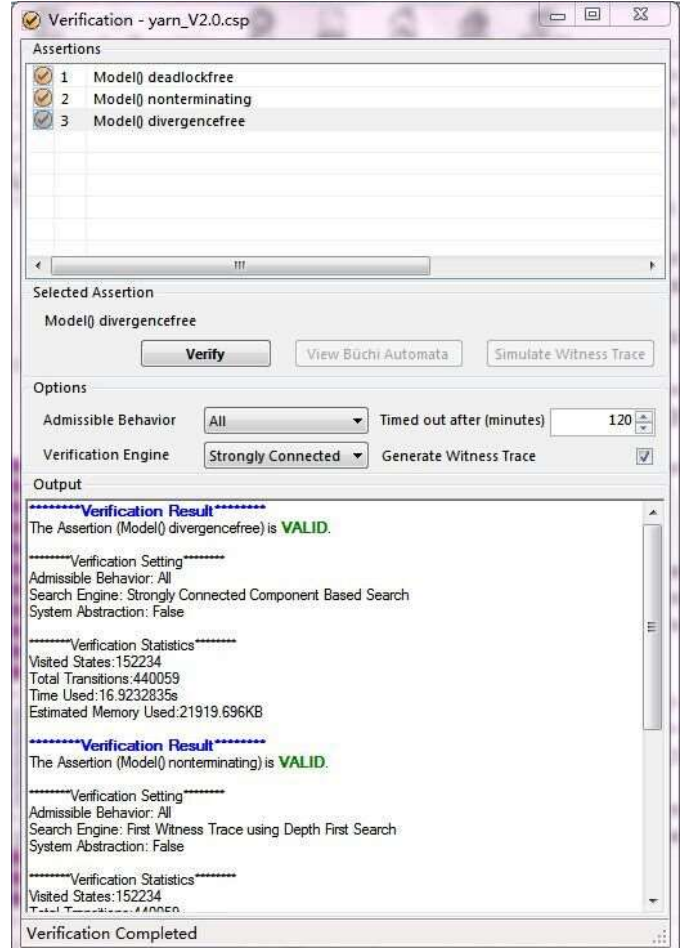 Verification - yarn_V2.0.csp
Assertions
1 Model() deadlockfree
2 Model() nonterminating
3 Model() divergencefree
Selected Assertion
Model() divergencefree
Verify View Büchi Automata Simulate Witness Trace
Options
Admissible Behavior All Timed out after (minutes) 120
Verification Engine Strongly Connected Generate Witness Trace
Output
********Verification Result********
The Assertion (Model() divergencefree) is VALID.
********Verification Setting********
Admissible Behavior: All
Search Engine: Strongly Connected Component Based Search
System Abstraction: False
********Verification Statistics********
Visited States:152234
Total Transitions:440059
Time Used:16.9232835s
Estimated Memory Used:21919.696KB
********Verification Result********
The Assertion (Model() nonterminating) is VALID.
********Verification Setting********
Admissible Behavior: All
Search Engine: First Witness Trace using Depth First Search
System Abstraction: False
********Verification Statistics********
Visited States:152234
Total Transitions:440059
Verification Completed